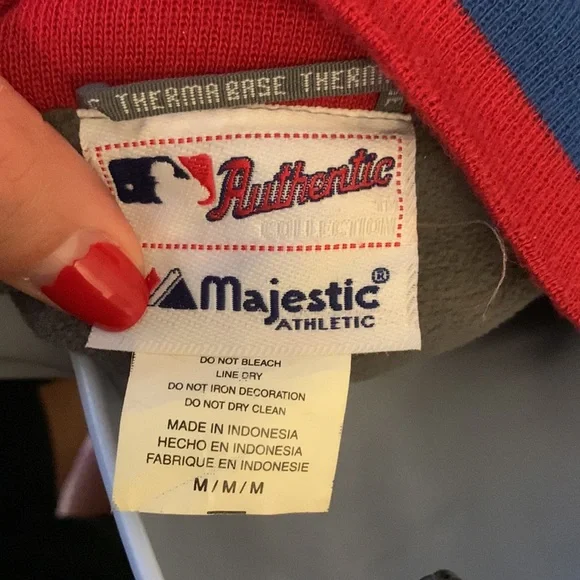 THERMA BASE THERMA
Authentic
COLLECTION
Majestic®
ATHLETIC
DO NOT BLEACH
LINE DRY
DO NOT IRON DECORATION
DO NOT DRY CLEAN
MADE IN INDONESIA
HECHO EN INDONESIA
FABRIQUE EN INDONESIE
M/M/M